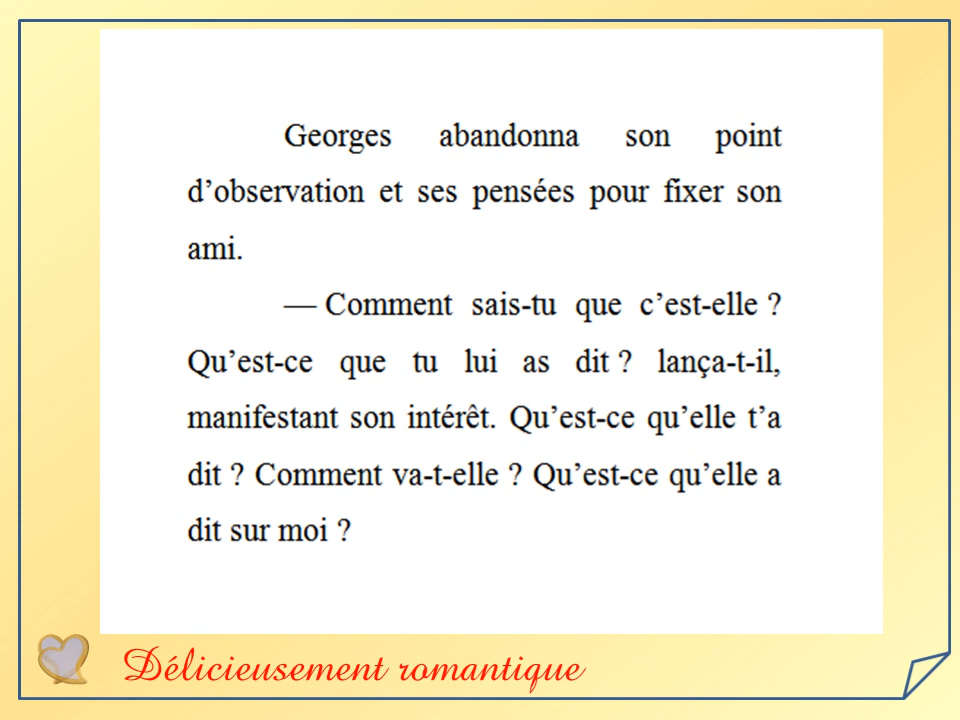 Georges abandonna son point
d’observation et ses pensées pour fixer son
ami.
— Comment sais-tu que c’est-elle ?
Qu’est-ce que tu lui as dit ? lança-t-il,
manifestant son intérêt. Qu’est-ce qu’elle t’a
dit ? Comment va-t-elle ? Qu’est-ce qu’elle a
dit sur moi ?
Délicieusement romantique